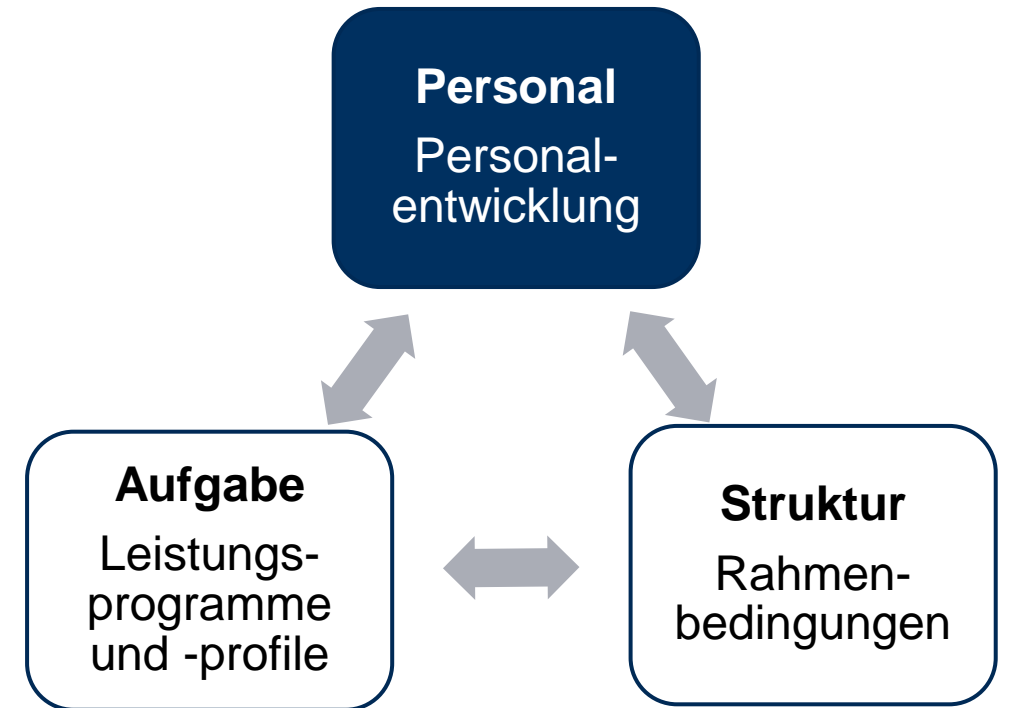 Personal
Personal-
entwicklung
Aufgabe
Leistungs-
programme
und -profile
Struktur
Rahmen-
bedingungen